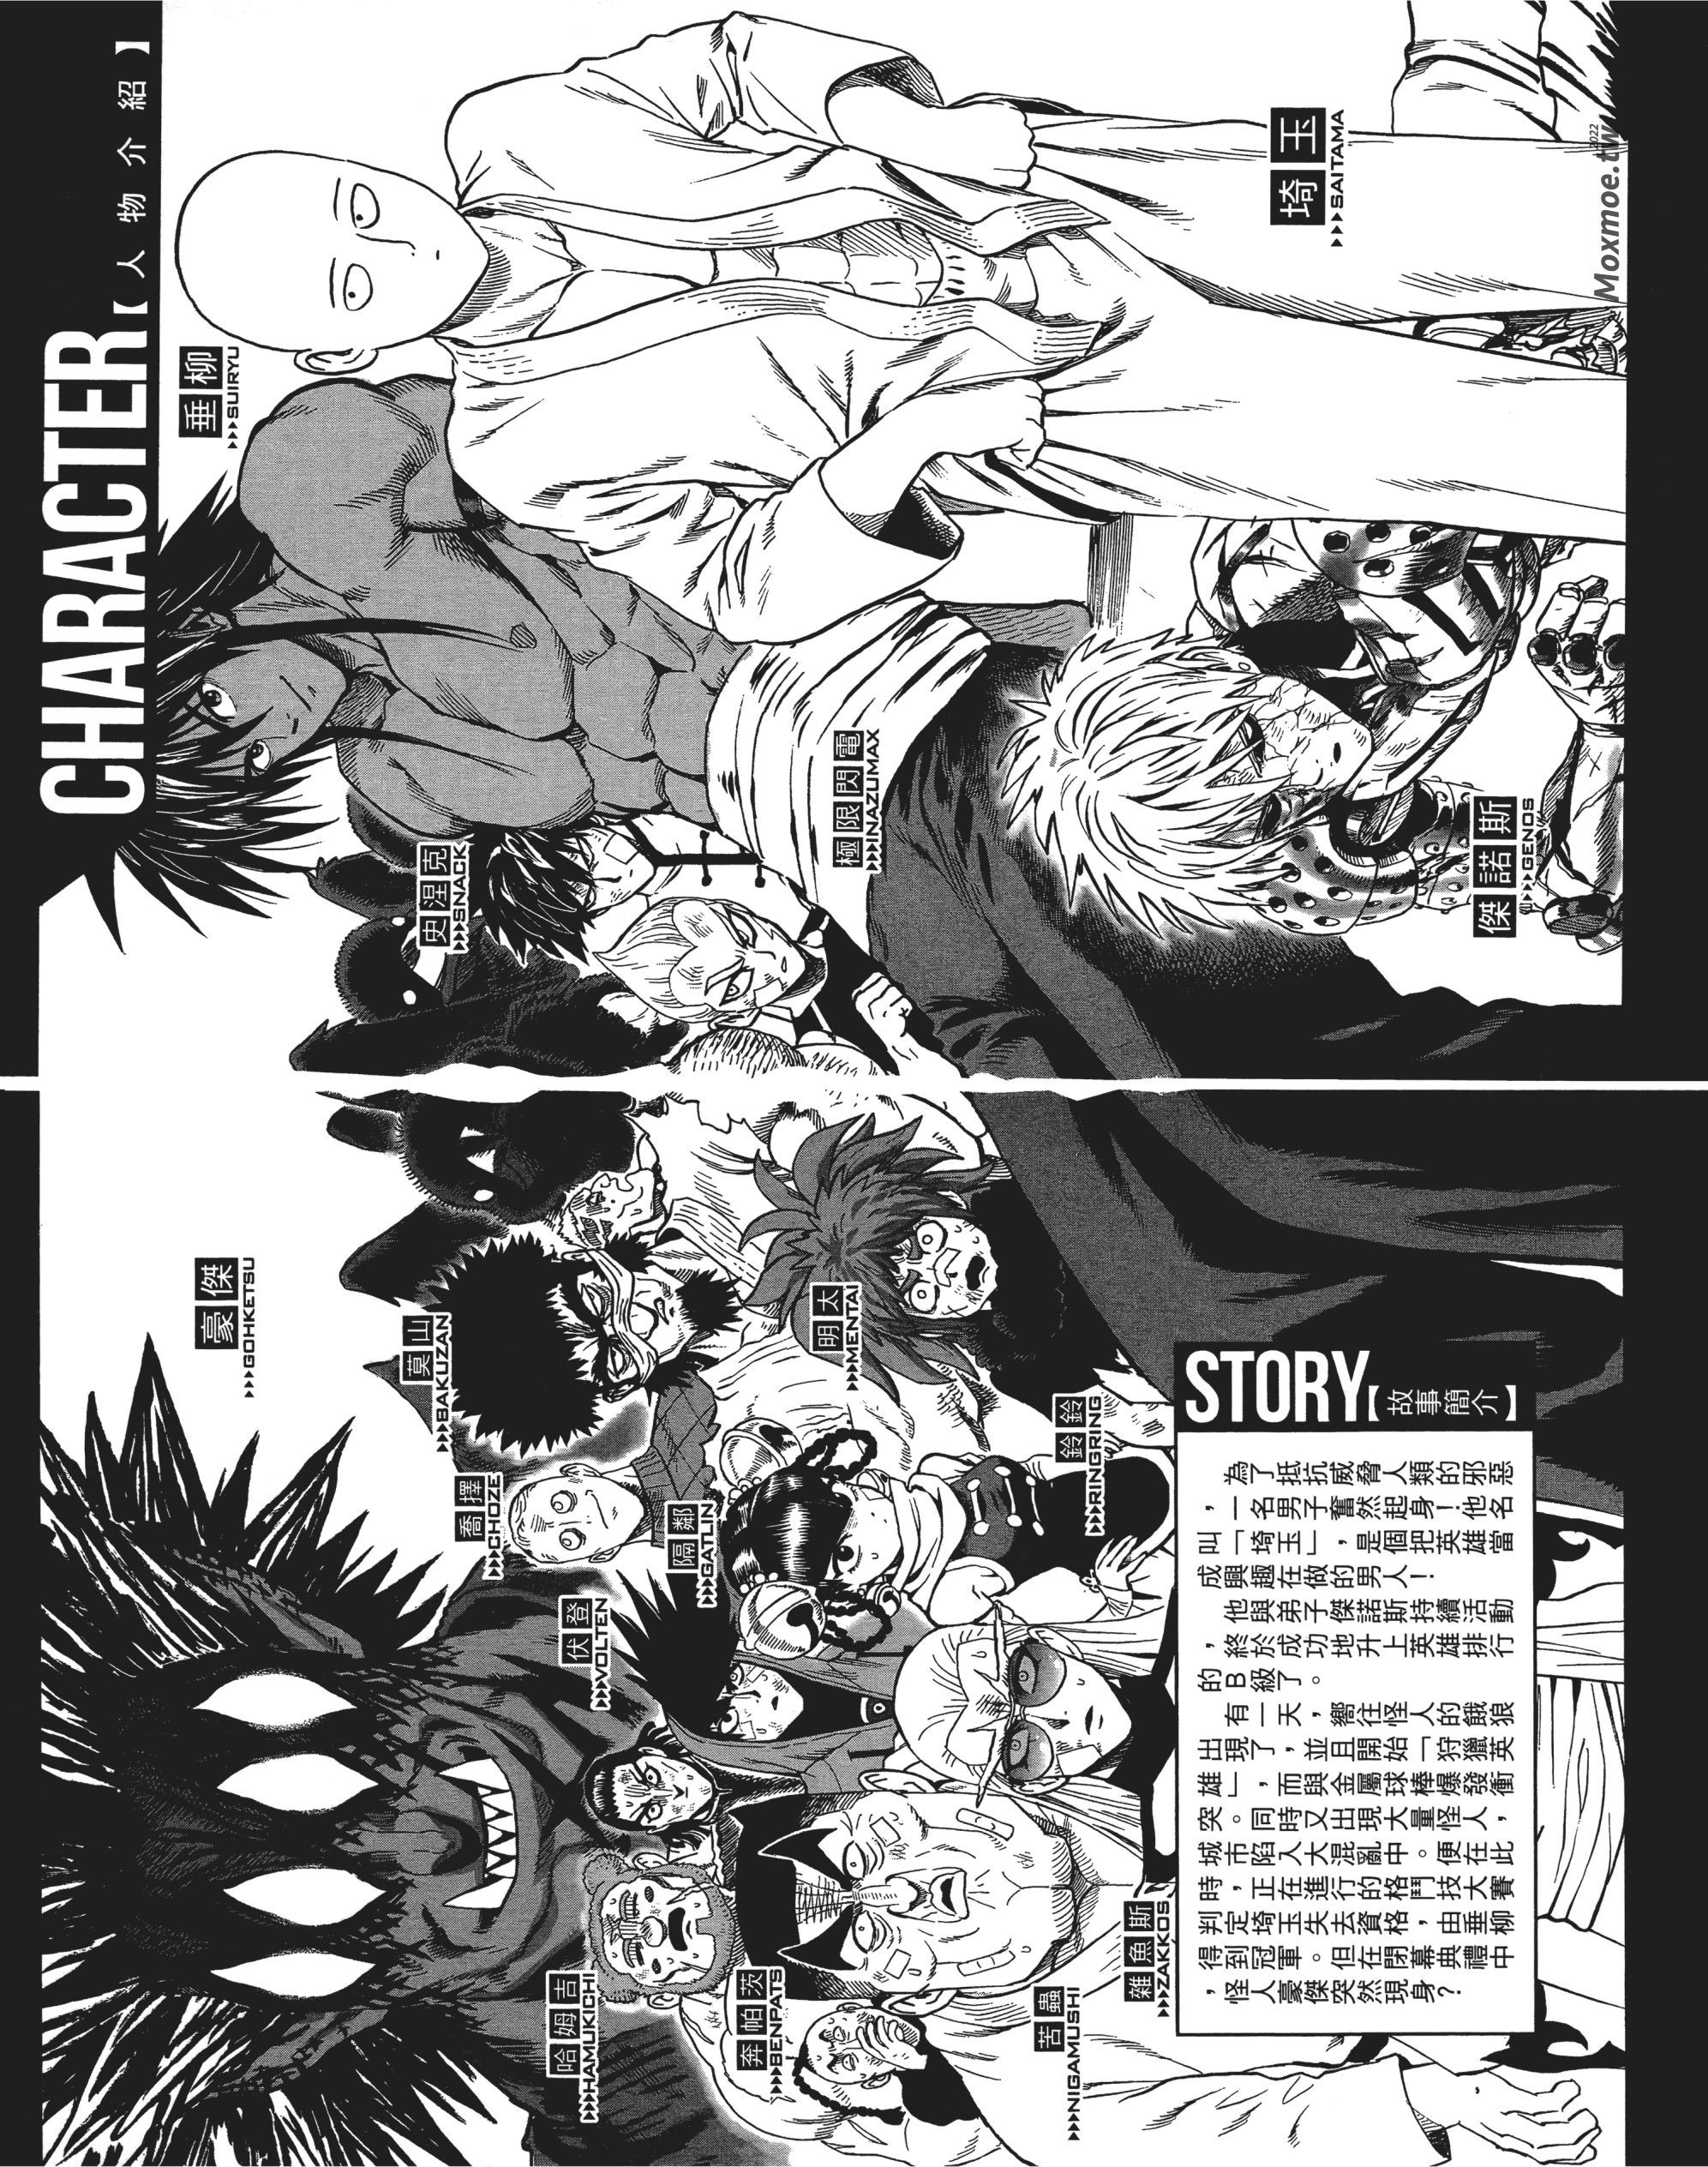 CHARACTER【人物介紹】
埼玉
▶▶▶SAITAMA
垂柳
▶▶▶SUIRYU
極限閃電
▶▶▶INAZUMAX
傑諾斯
▶▶▶GENOS
史涅克
▶▶▶SNACK
豪傑
▶▶▶GOHKETSU
莫山
▶▶▶BAKUZAN
明太
▶▶▶MENTAI
鈴鈴
▶▶▶RINGRING
喬擇
▶▶▶CHOZE
隔鄰
▶▶▶GATLIN
伏登
▶▶▶VOLTEN
哈姆吉
▶▶▶HAMUKICHI
奔帕茨
▶▶▶BENPATS
苦蟲
▶▶▶NIGAMUSHI
雜魚斯
▶▶▶ZAKKOS
STORY【故事簡介】
為了抵抗威脅人類的邪惡
，一名男子奮然起身！他名
叫「埼玉」，是個把英雄當
成興趣在做的男人！
他與弟子傑諾斯持續活動
，終於成功地升上英雄排行
的B級了。
有一天，嚮往怪人的餓狼
出現了，並且開始「狩獵英
雄」，而與金屬球棒爆發衝
突。同時又出現大量怪人，
城市陷入大混亂中。便在此
時，正在進行的格鬥技大賽
判定埼玉失去資格，由垂柳
得到冠軍。但在閉幕典禮中
，怪人豪傑突然現身？
Moxmoe.tw
2022